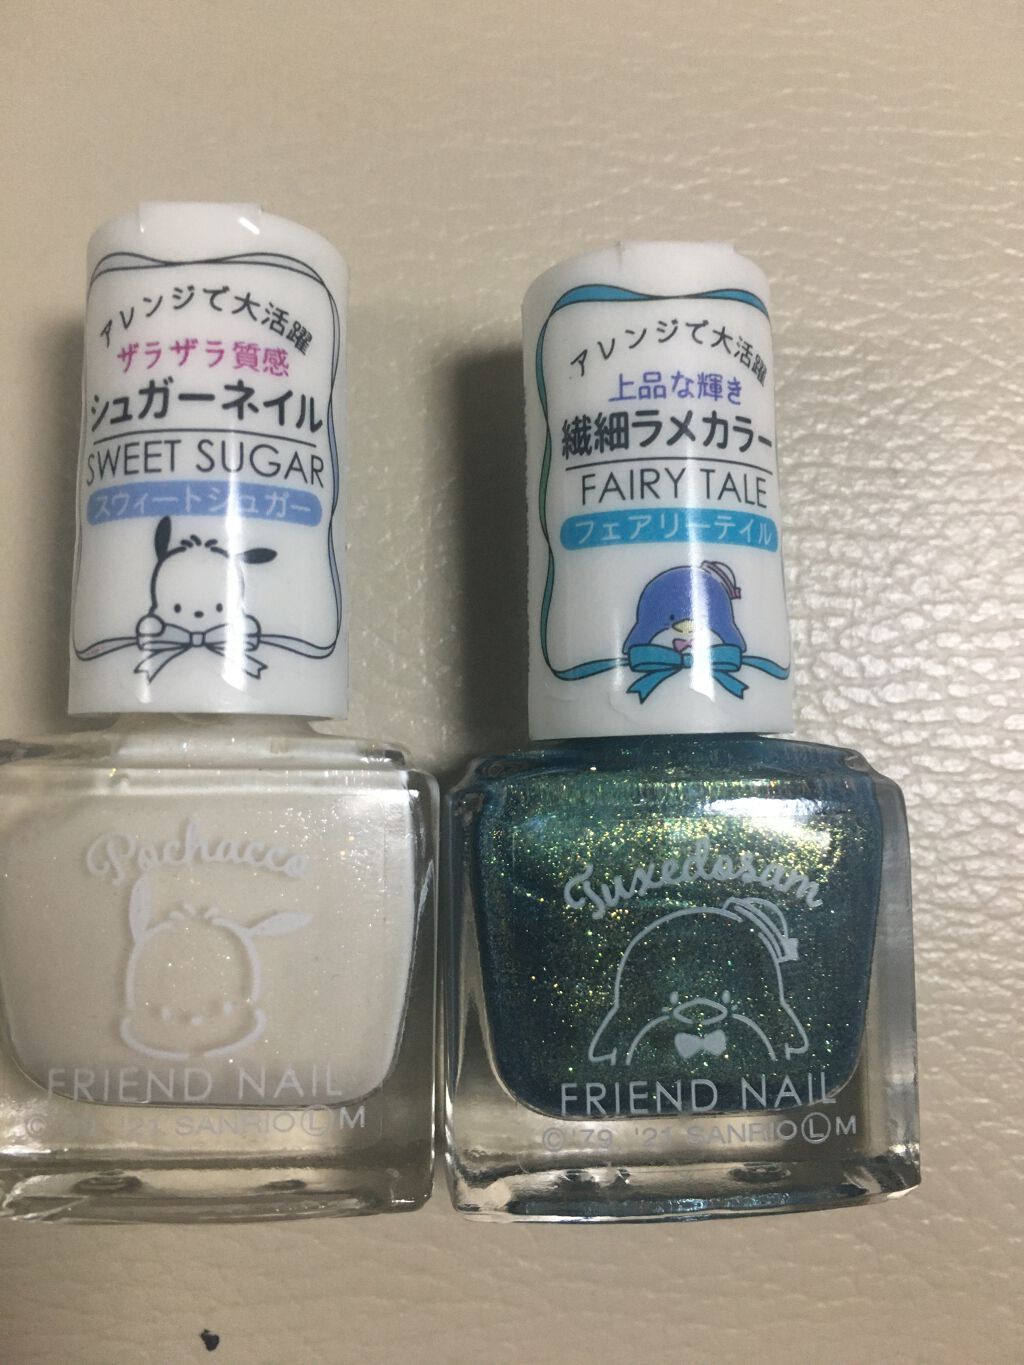 アレンジで大活躍
ザラザラ質感
シュガーネイル
SWEET SUGAR
スウィートシュガー
Pochacco
FRIEND NAIL
'21 SANRIO Ⓛ M
アレンジで大活躍
上品な輝き
繊細ラメカラー
FAIRY TALE
フェアリーテイル
Tuxedosam
FRIEND NAIL
© '79 '21 SANRIO Ⓛ M